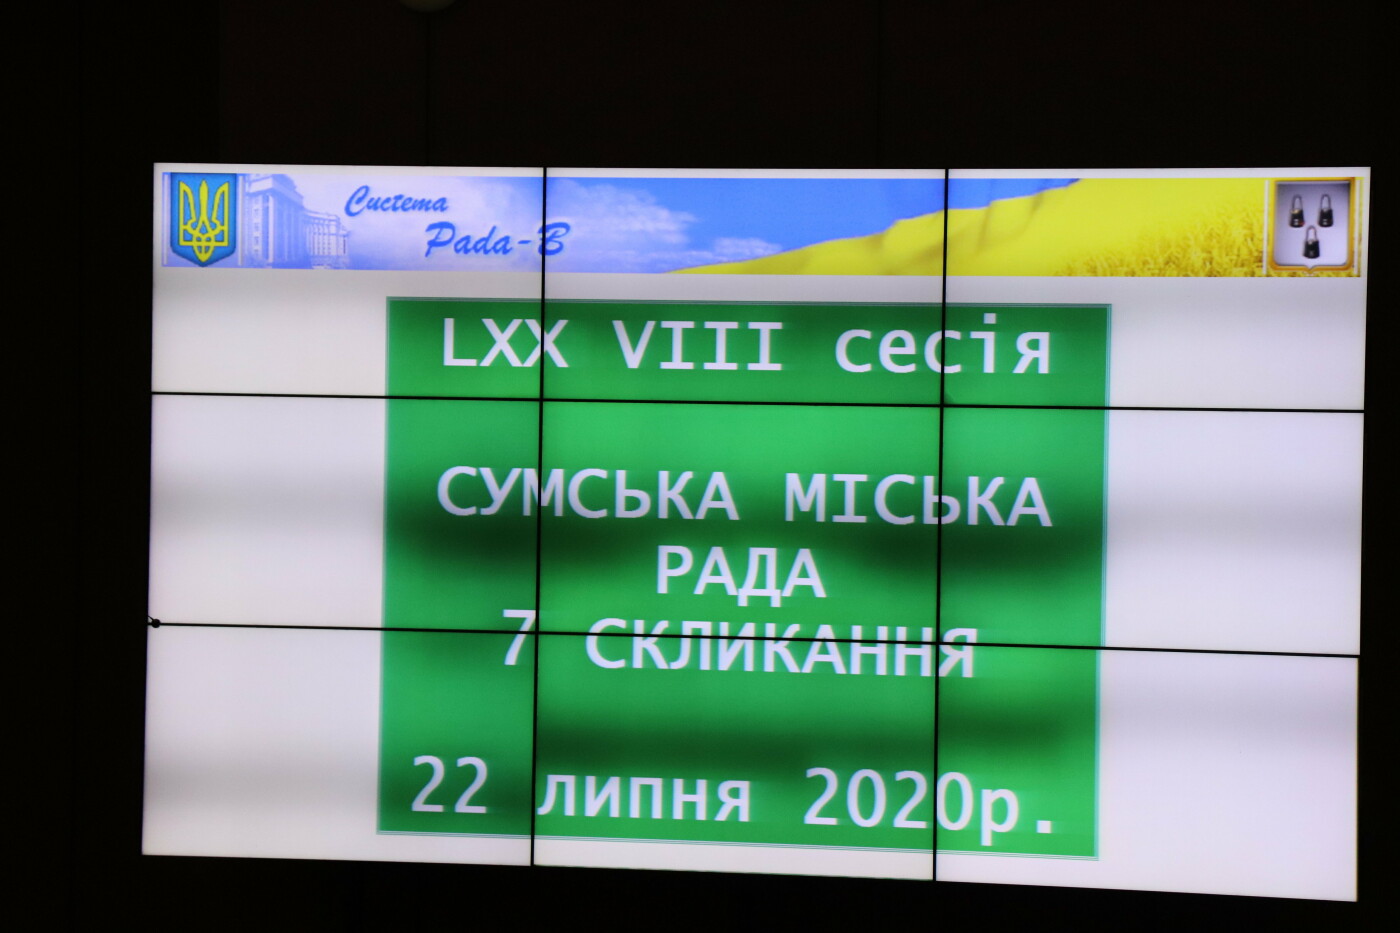 Система
Рада-В
LXX VIII сесія
СУМСЬКА МІСЬКА
РАДА
7 СКЛИКАННЯ
22 липня 2020р.